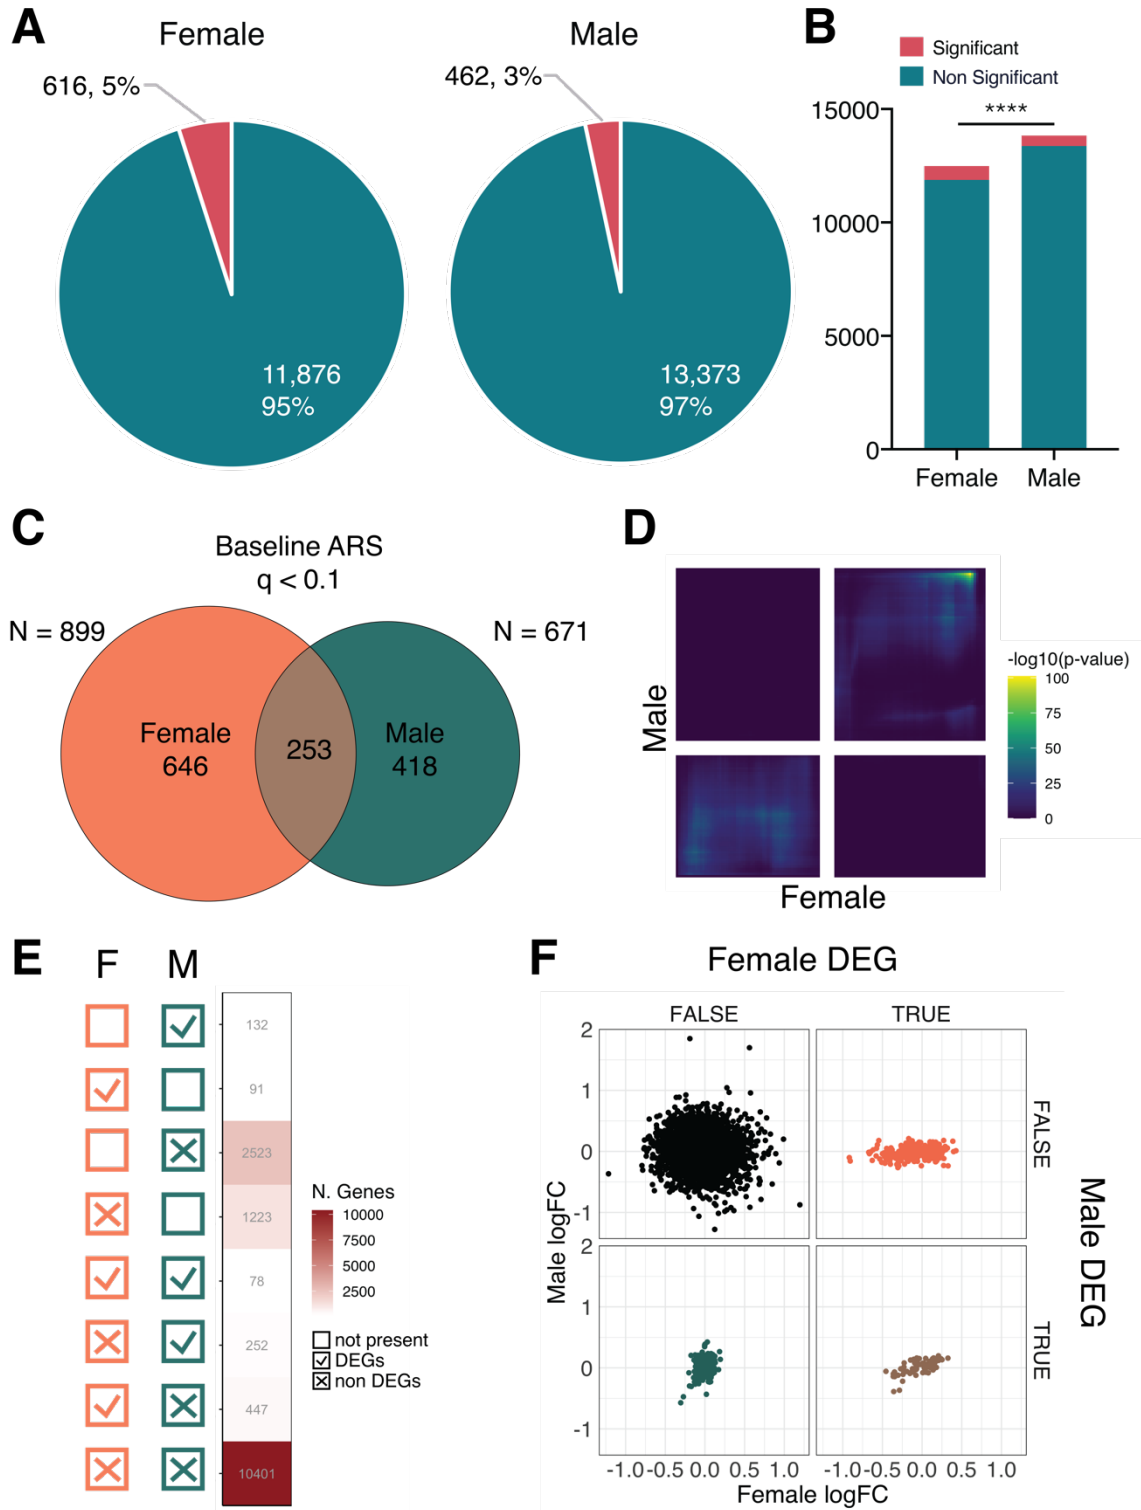 A
Female
Male
616, 5%
462, 3%
11,876
95%
13,373
97%
B
Significant
Non Significant
****
15000
10000
5000
0
Female
Male
C
Baseline ARS
q < 0.1
N = 899
N = 671
Female
646
253
Male
418
D
Male
Female
-log10(p-value)
100
75
50
25
0
E
F
M
132
91
2523
1223
78
252
447
10401
N. Genes
10000
7500
5000
2500
not present
DEGs
non DEGs
F
Female DEG
FALSE
TRUE
2
1
0
-1
2
1
0
-1
Male logFC
FALSE
TRUE
Male DEG
-1.0 -0.5 0.0 0.5 1.0
-1.0 -0.5 0.0 0.5 1.0
Female logFC